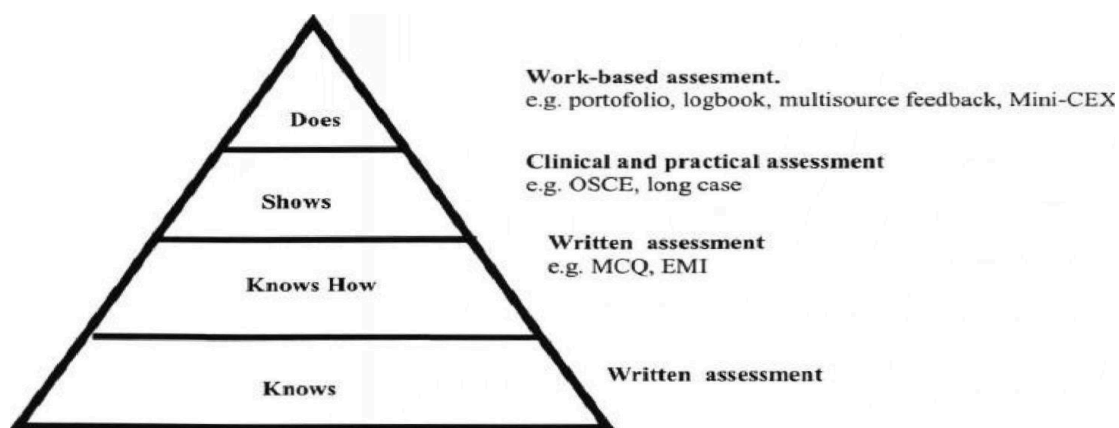 Work-based assesment.
e.g. portofolio, logbook, multisource feedback, Mini-CEX
Does
Clinical and practical assessment
e.g. OSCE, long case
Shows
Written assessment
e.g. MCQ, EMI
Knows How
Written assessment
Knows